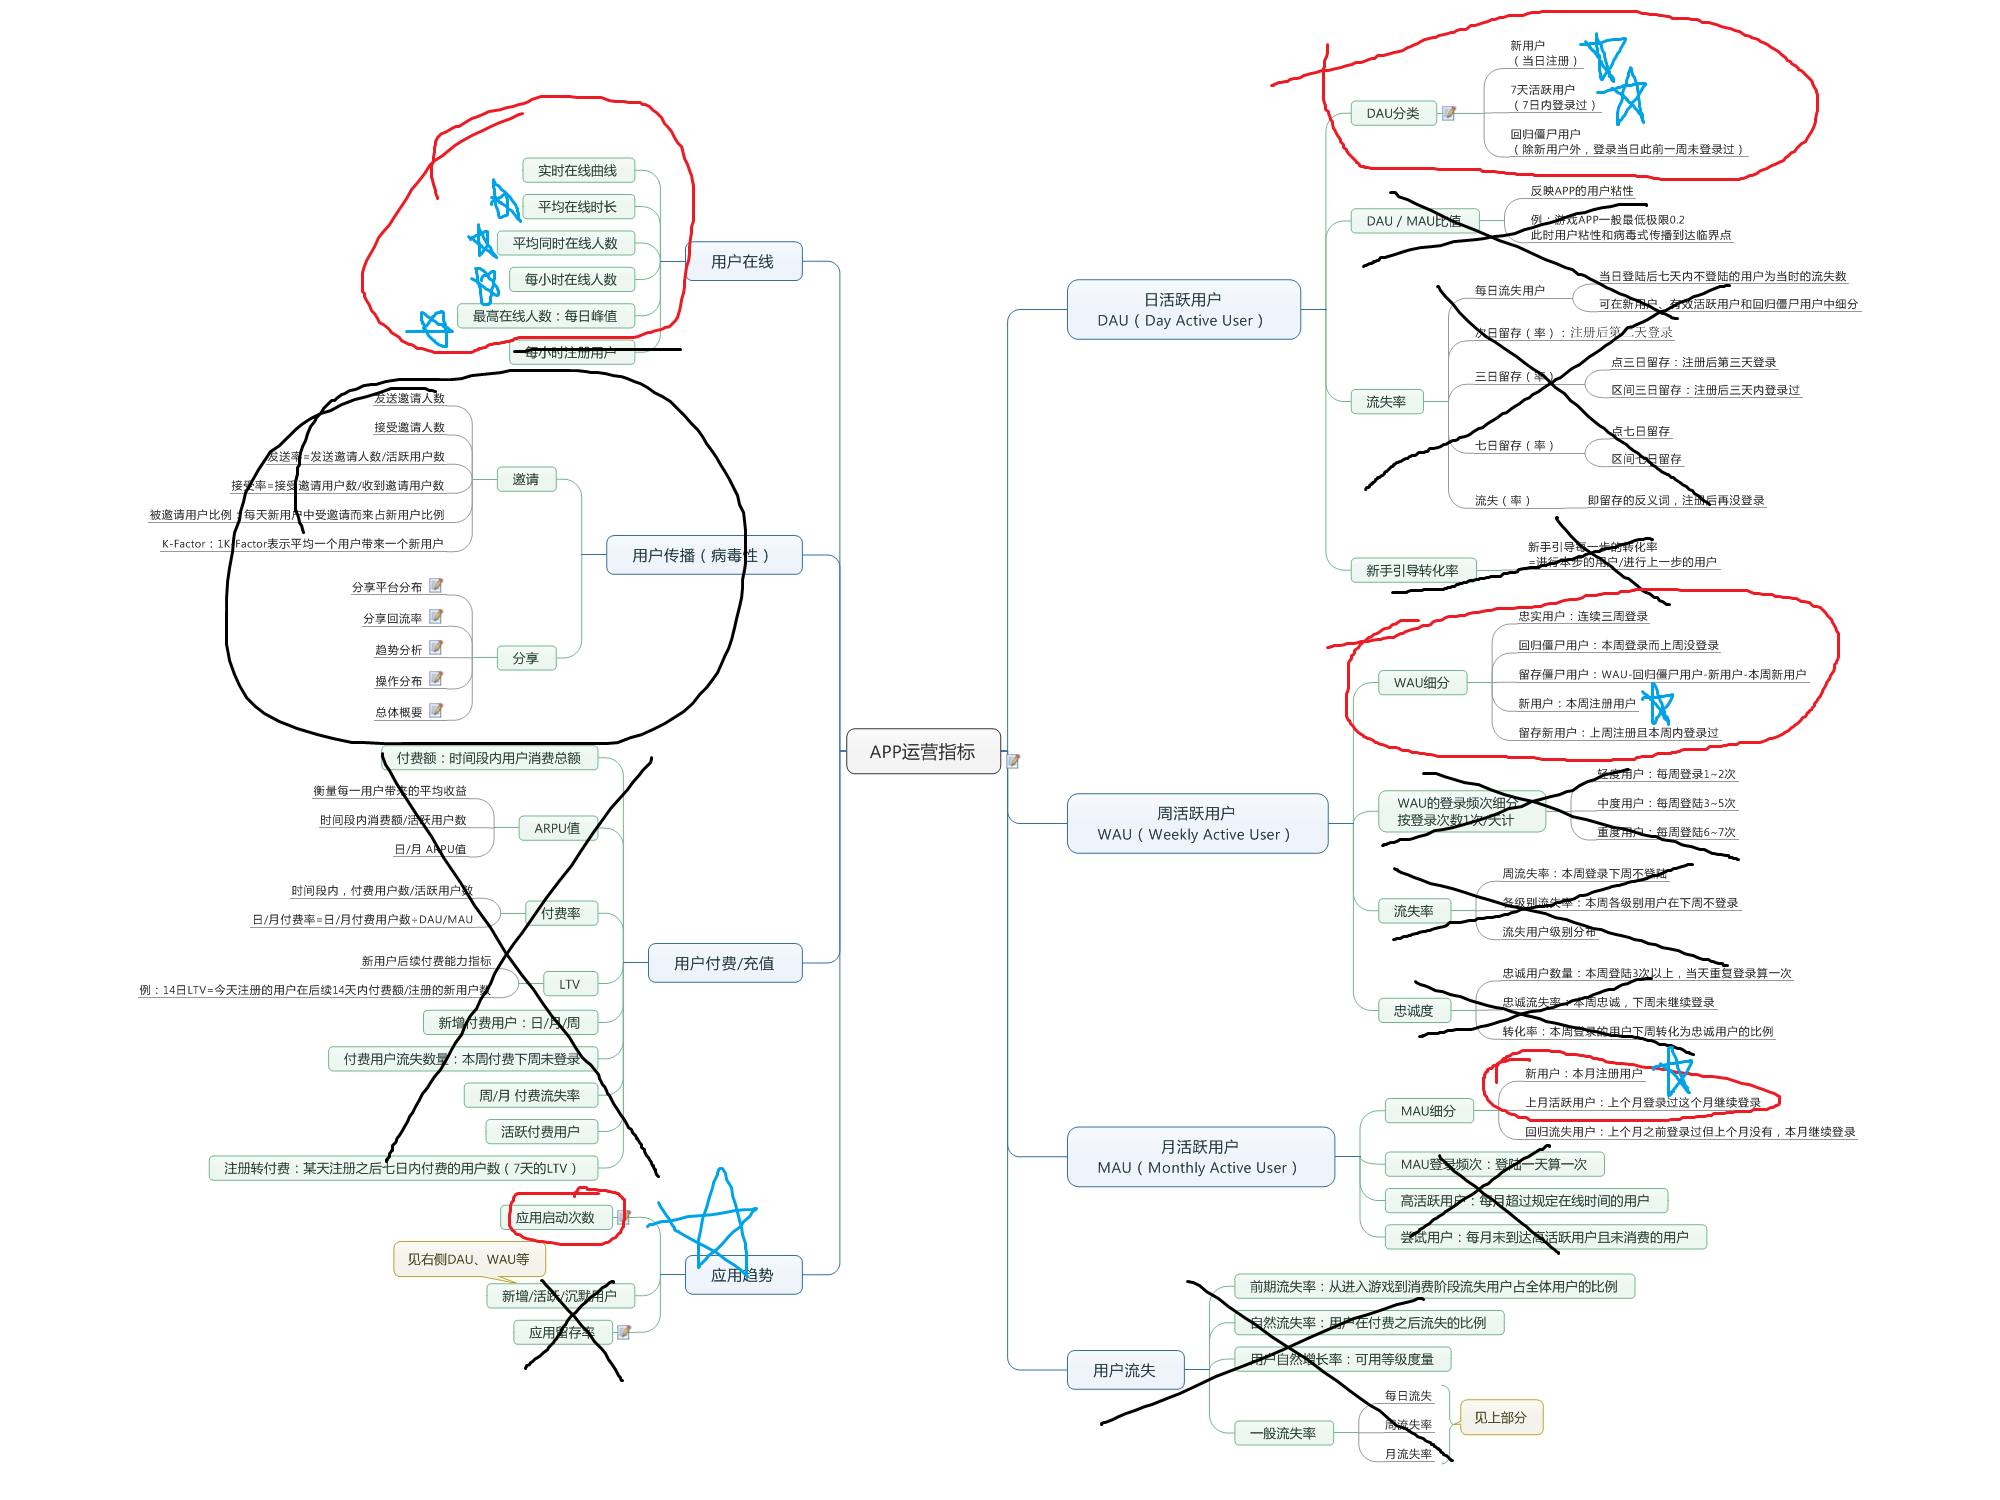 APP运营指标
用户在线
实时在线曲线
平均在线时长
平均同时在线人数
每小时在线人数
最高在线人数：每日峰值
每小时注册用户
用户传播（病毒性）
邀请
发送邀请人数
接受邀请人数
发送率=发送邀请人数/活跃用户数
接受率=接受邀请用户数/收到邀请用户数
被邀请用户比例：每天新用户中受邀请而来占新用户比例
K-Factor：1K-Factor表示平均一个用户带来一个新用户
分享
分享平台分布
分享回流率
趋势分析
操作分布
总体概要
用户付费/充值
付费额：时间段内用户消费总额
ARPU值
衡量每一用户带来的平均收益
时间段内消费额/活跃用户数
日/月 ARPU值
付费率
时间段内，付费用户数/活跃用户数
日/月付费率=日/月付费用户数÷DAU/MAU
LTV
新用户后续付费能力指标
例：14日LTV=今天注册的用户在后续14天内付费额/注册的新用户数
新增付费用户：日/月/周
付费用户流失数量：本周付费下周未登录
周/月 付费流失率
活跃付费用户
注册转付费：某天注册之后七日内付费的用户数（7天的LTV）
应用趋势
应用启动次数
见右侧DAU、WAU等
新增/活跃/沉默用户
应用留存率
日活跃用户
DAU（Day Active User）
DAU分类
新用户
（当日注册）
7天活跃用户
（7日内登录过）
回归僵尸用户
（除新用户外，登录当日此前一周未登录过）
DAU / MAU比值
反映APP的用户粘性
例：游戏APP一般最低极限0.2
此时用户粘性和病毒式传播到达临界点
流失率
每日流失用户
当日登陆后七天内不登陆的用户为当时的流失数
可在新用户、有效活跃用户和回归僵尸用户中细分
次日留存（率）：注册后第二天登录
三日留存（率）
点三日留存：注册后第三天登录
区间三日留存：注册后三天内登录过
七日留存（率）
点七日留存
区间七日留存
流失（率）
即留存的反义词，注册后再没登录
新手引导转化率
新手引导每一步的转化率
=进行本步的用户/进行上一步的用户
周活跃用户
WAU（Weekly Active User）
WAU细分
忠实用户：连续三周登录
回归僵尸用户：本周登录而上周没登录
留存僵尸用户：WAU-回归僵尸用户-新用户-本周新用户
新用户：本周注册用户
留存新用户：上周注册且本周内登录过
WAU的登录频次细分
按登录次数1次/天计
轻度用户：每周登录1~2次
中度用户：每周登陆3~5次
重度用户：每周登陆6~7次
流失率
周流失率：本周登录下周不登陆
各级别流失率：本周各级别用户在下周不登录
流失用户级别分布
忠诚度
忠诚用户数量：本周登陆3次以上，当天重复登录算一次
忠诚流失率：本周忠诚，下周未继续登录
转化率：本周登录的用户下周转化为忠诚用户的比例
月活跃用户
MAU（Monthly Active User）
MAU细分
新用户：本月注册用户
上月活跃用户：上个月登录过这个月继续登录
回归流失用户：上个月之前登录过但上个月没有，本月继续登录
MAU登录频次：登陆一天算一次
高活跃用户：每月超过规定在线时间的用户
尝试用户：每月未到达高活跃用户且未消费的用户
用户流失
前期流失率：从进入游戏到消费阶段流失用户占全体用户的比例
自然流失率：用户在付费之后流失的比例
用户自然增长率：可用等级度量
一般流失率
每日流失
周流失率
月流失率
见上部分